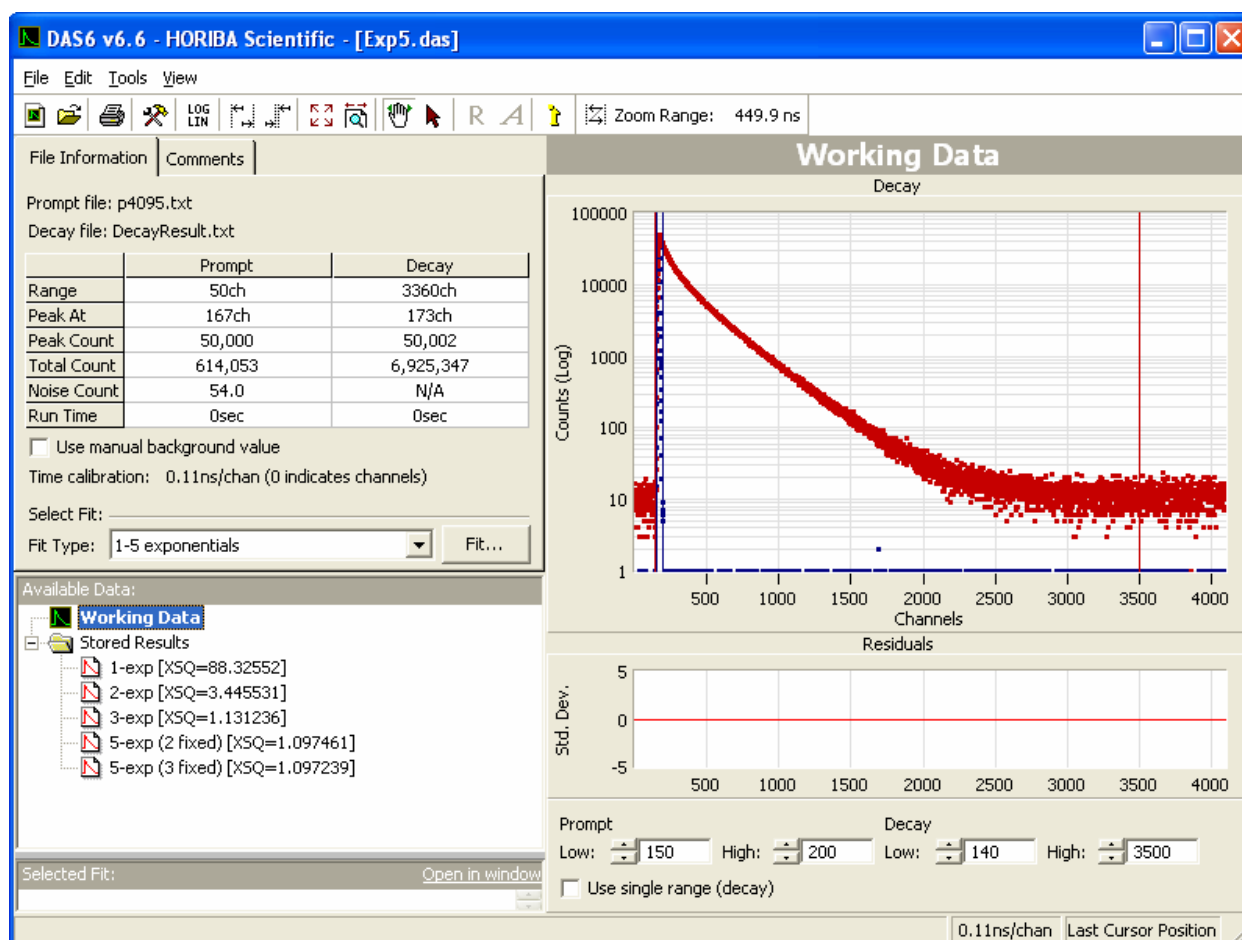 DAS6 v6.6 - HORIBA Scientific - [Exp5.das]
File Edit Tools View
LOG LIN R A Zoom Range: 449.9 ns
File Information Comments
Prompt file: p4095.txt
Decay file: DecayResult.txt
Prompt Decay
Range 50ch 3360ch
Peak At 167ch 173ch
Peak Count 50,000 50,002
Total Count 614,053 6,925,347
Noise Count 54.0 N/A
Run Time 0sec 0sec
Use manual background value
Time calibration: 0.11ns/chan (0 indicates channels)
Select Fit:
Fit Type: 1-5 exponentials Fit...
Available Data:
Working Data
Stored Results
1-exp [XSQ=88.32552]
2-exp [XSQ=3.445531]
3-exp [XSQ=1.131236]
5-exp (2 fixed) [XSQ=1.097461]
5-exp (3 fixed) [XSQ=1.097239]
Selected Fit: Open in window
Working Data
Decay
Counts (Log)
100000
10000
1000
100
10
1
500 1000 1500 2000 2500 3000 3500 4000
Channels
Residuals
Std. Dev.
5
0
-5
500 1000 1500 2000 2500 3000 3500 4000
Prompt Decay
Low: 150 High: 200 Low: 140 High: 3500
Use single range (decay)
0.11ns/chan Last Cursor Position